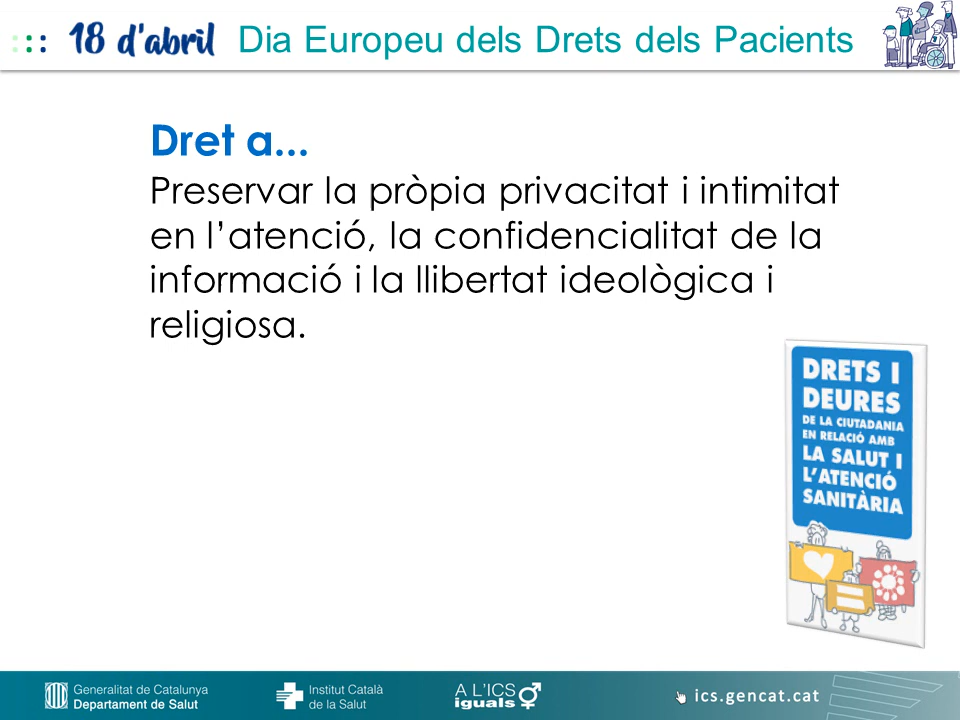 18 d'abril Dia Europeu dels Drets dels Pacients
Dret a...
Preservar la pròpia privacitat i intimitat
en l’atenció, la confidencialitat de la
informació i la llibertat ideològica i
religiosa.
DRETS I
DEURES
DE LA CIUTADANIA
EN RELACIÓ AMB
LA SALUT I
L'ATENCIÓ
SANITÀRIA
Generalitat de Catalunya
Departament de Salut
Institut Català
de la Salut
A L'ICS
iguals
ics.gencat.cat